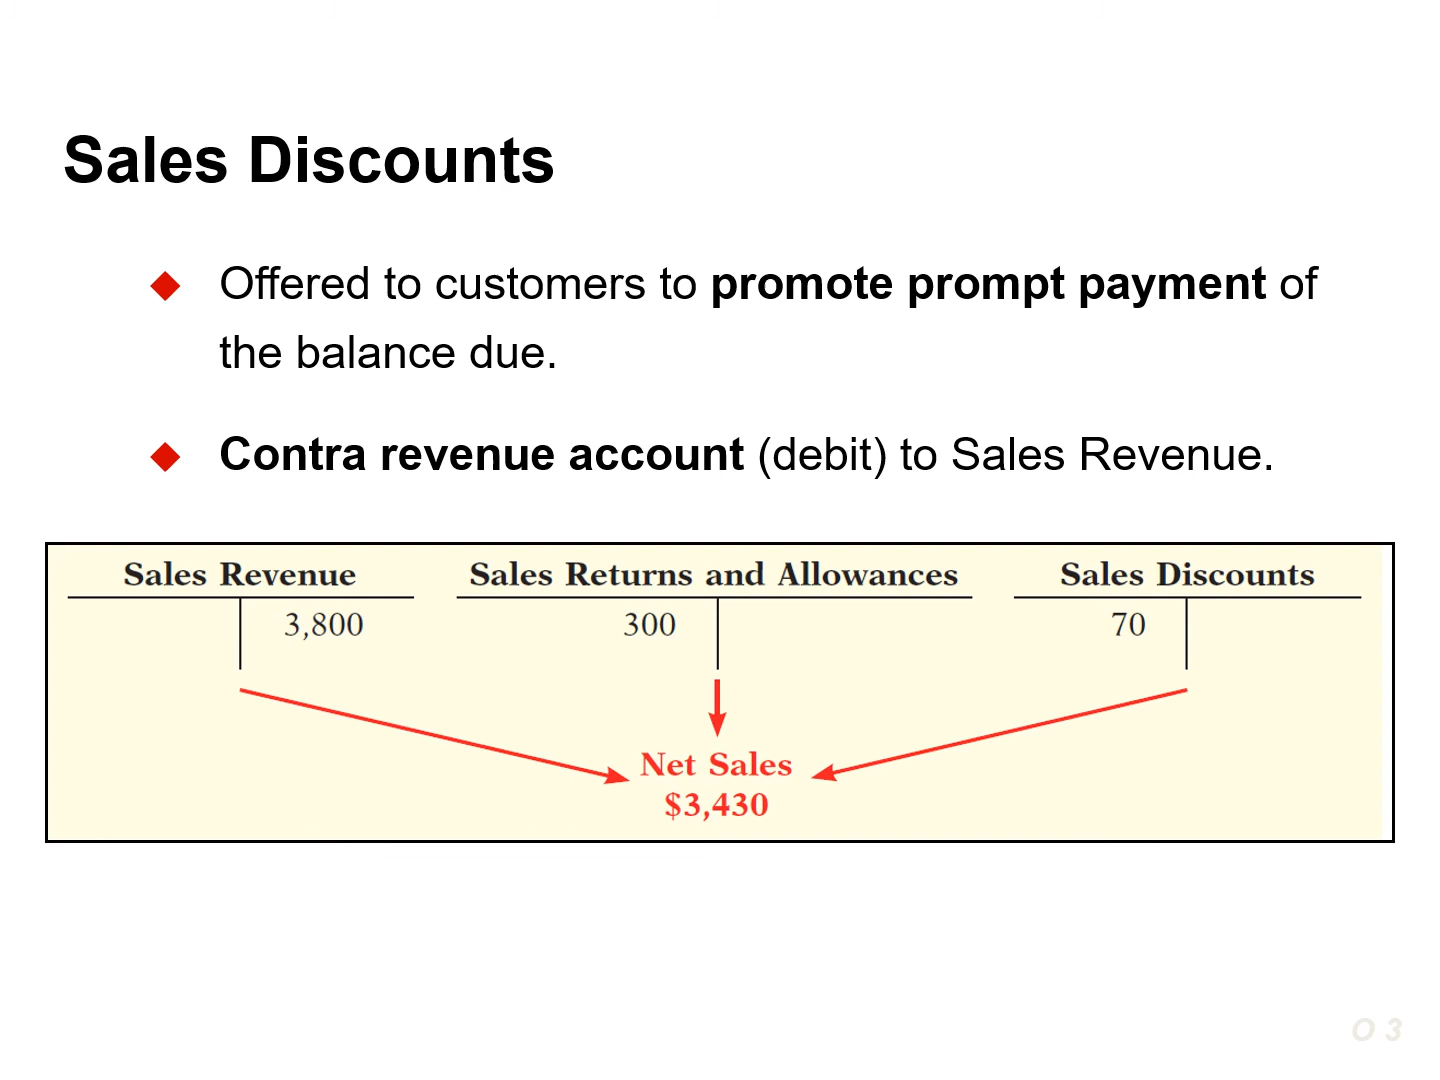 Sales Discounts
Offered to customers to promote prompt payment of
the balance due.
Contra revenue account (debit) to Sales Revenue.
Sales Revenue Sales Returns and Allowances Sales Discounts
3,800 300 70
Net Sales
$3,430
O 3